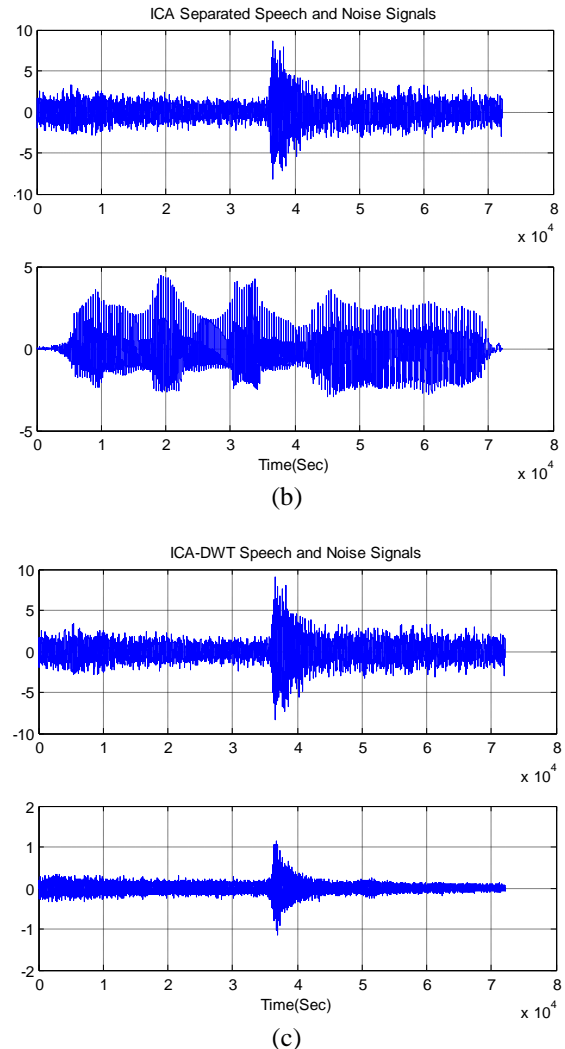 ICA Separated Speech and Noise Signals
10
5
0
-5
-10
0 1 2 3 4 5 6 7 8
x 10^4
5
0
-5
0 1 2 3 4 5 6 7 8
Time(Sec)
x 10^4
(b)
ICA-DWT Speech and Noise Signals
10
5
0
-5
-10
0 1 2 3 4 5 6 7 8
x 10^4
2
1
0
-1
-2
0 1 2 3 4 5 6 7 8
Time(Sec)
x 10^4
(c)